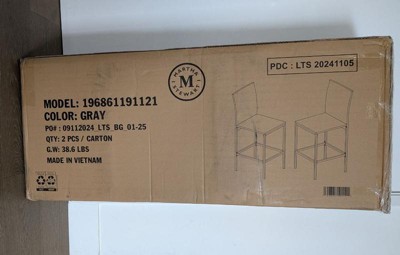 MARTHA
STEWART
M
PDC : LTS 20241105
MODEL: 196861191121
COLOR: GRAY
PO#: 09112024_LTS_BG_01-25
QTY: 2 PCS / CARTON
G.W: 38.6 LBS
MADE IN VIETNAM